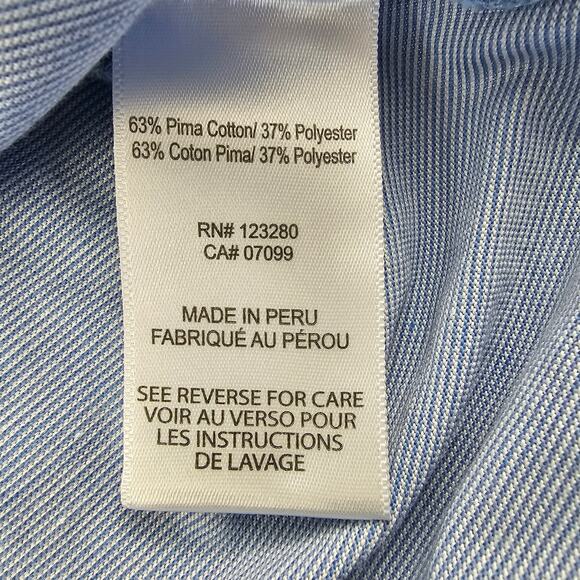 63% Pima Cotton/ 37% Polyester
63% Coton Pima/ 37% Polyester
RN# 123280
CA# 07099
MADE IN PERU
FABRIQUÉ AU PÉROU
SEE REVERSE FOR CARE
VOIR AU VERSO POUR
LES INSTRUCTIONS
DE LAVAGE